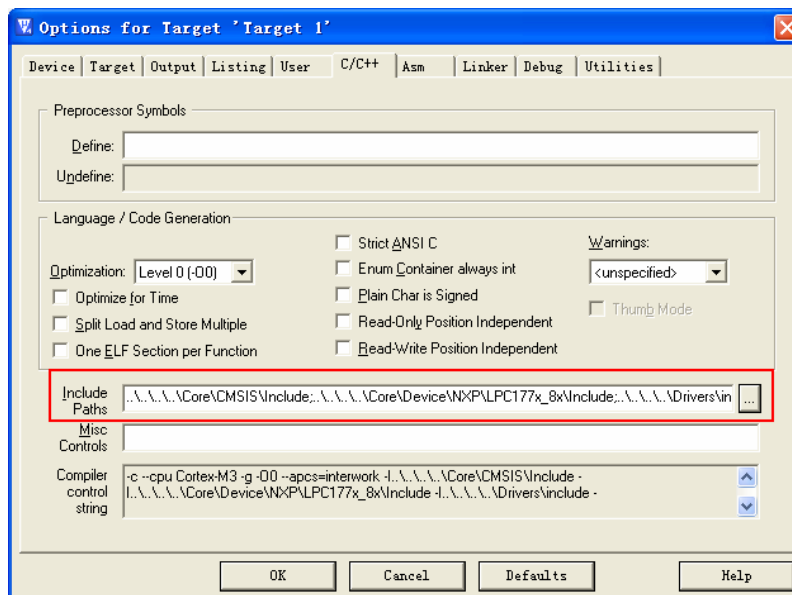 Options for Target 'Target 1'
Device Target Output Listing User C/C++ Asm Linker Debug Utilities
Preprocessor Symbols
Define:
Undefine:
Language / Code Generation
Strict ANSI C
Warnings:
Optimization: Level 0 (-O0)
Enum Container always int
<unspecified>
Optimize for Time
Plain Char is Signed
Thumb Mode
Split Load and Store Multiple
Read-Only Position Independent
One ELF Section per Function
Read-Write Position Independent
Include Paths
..\..\..\..\Core\CMSIS\Include;..\..\..\..\Core\Device\NXP\LPC177x_8x\Include;..\..\..\..\Drivers\in
...
Misc Controls
Compiler control string
-c --cpu Cortex-M3 -g -O0 --apcs=interwork -I..\..\..\..\Core\CMSIS\Include -
I..\..\..\..\Core\Device\NXP\LPC177x_8x\Include -I..\..\..\..\Drivers\include -
OK Cancel Defaults Help